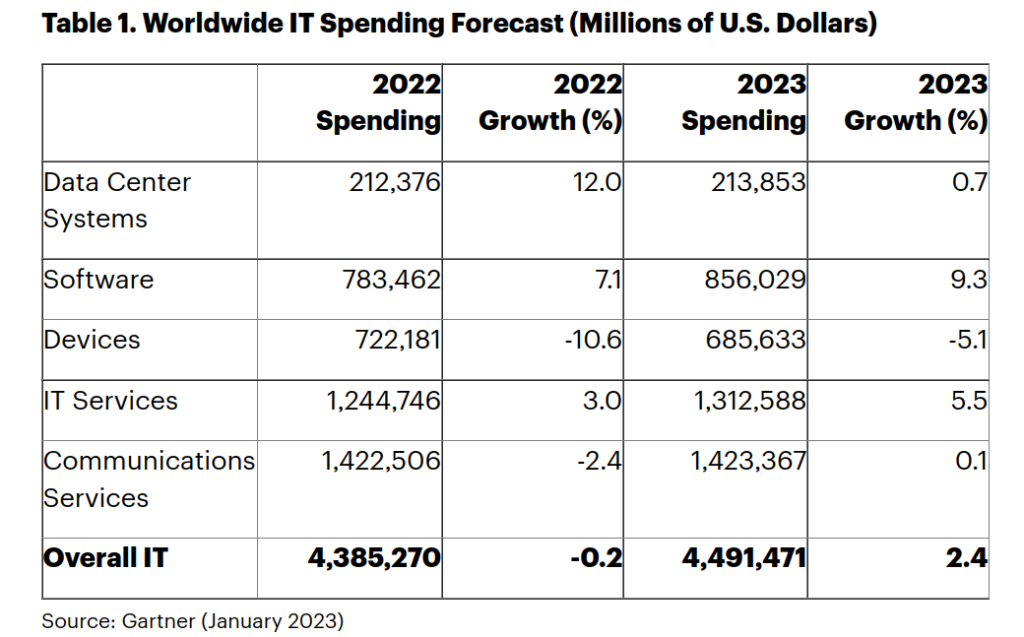 Table 1. Worldwide IT Spending Forecast (Millions of U.S. Dollars)
2022 2022 2023 2023
Spending Growth (%) Spending Growth (%)
Data Center 212,376 12.0 213,853 0.7
Systems
Software 783,462 7.1 856,029 9.3
Devices 722,181 -10.6 685,633 -5.1
IT Services 1,244,746 3.0 1,312,588 5.5
Communications 1,422,506 -2.4 1,423,367 0.1
Services
Overall IT 4,385,270 -0.2 4,491,471 2.4
Source: Gartner (January 2023)